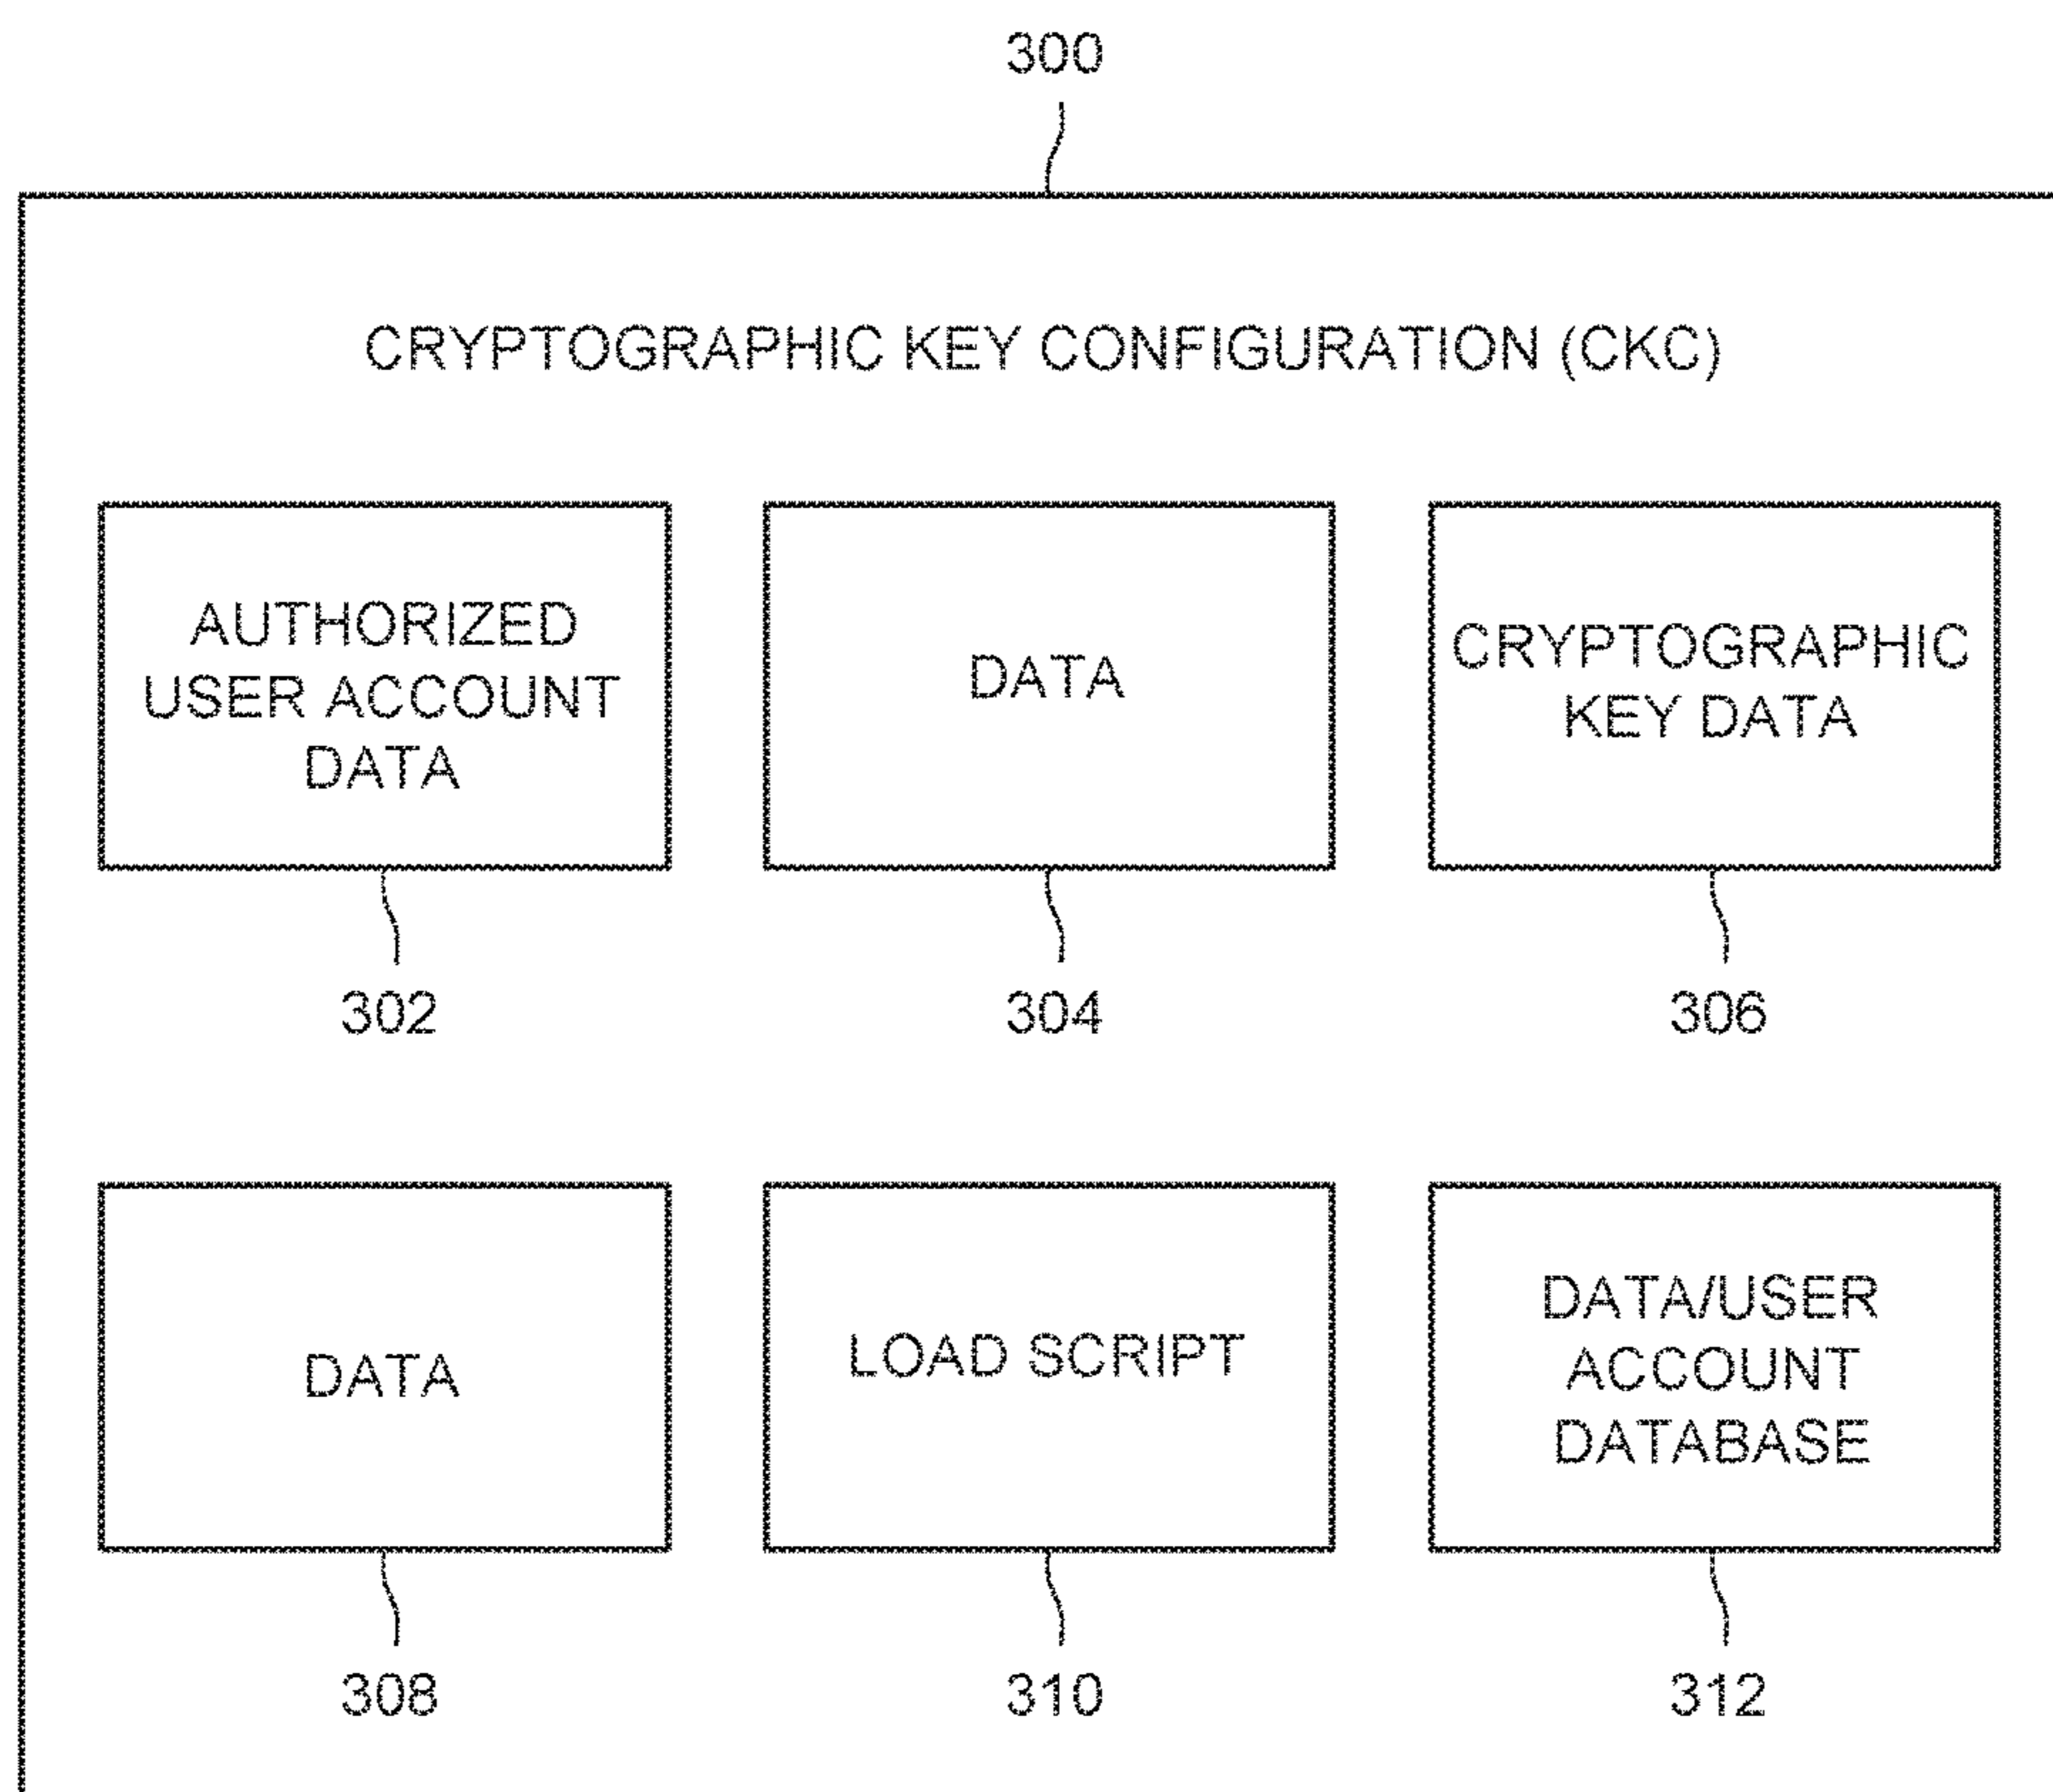 300
CRYPTOGRAPHIC KEY CONFIGURATION (CKC)
AUTHORIZED
USER ACCOUNT
DATA
302
DATA
304
CRYPTOGRAPHIC
KEY DATA
306
DATA
308
LOAD SCRIPT
310
DATA/USER
ACCOUNT
DATABASE
312